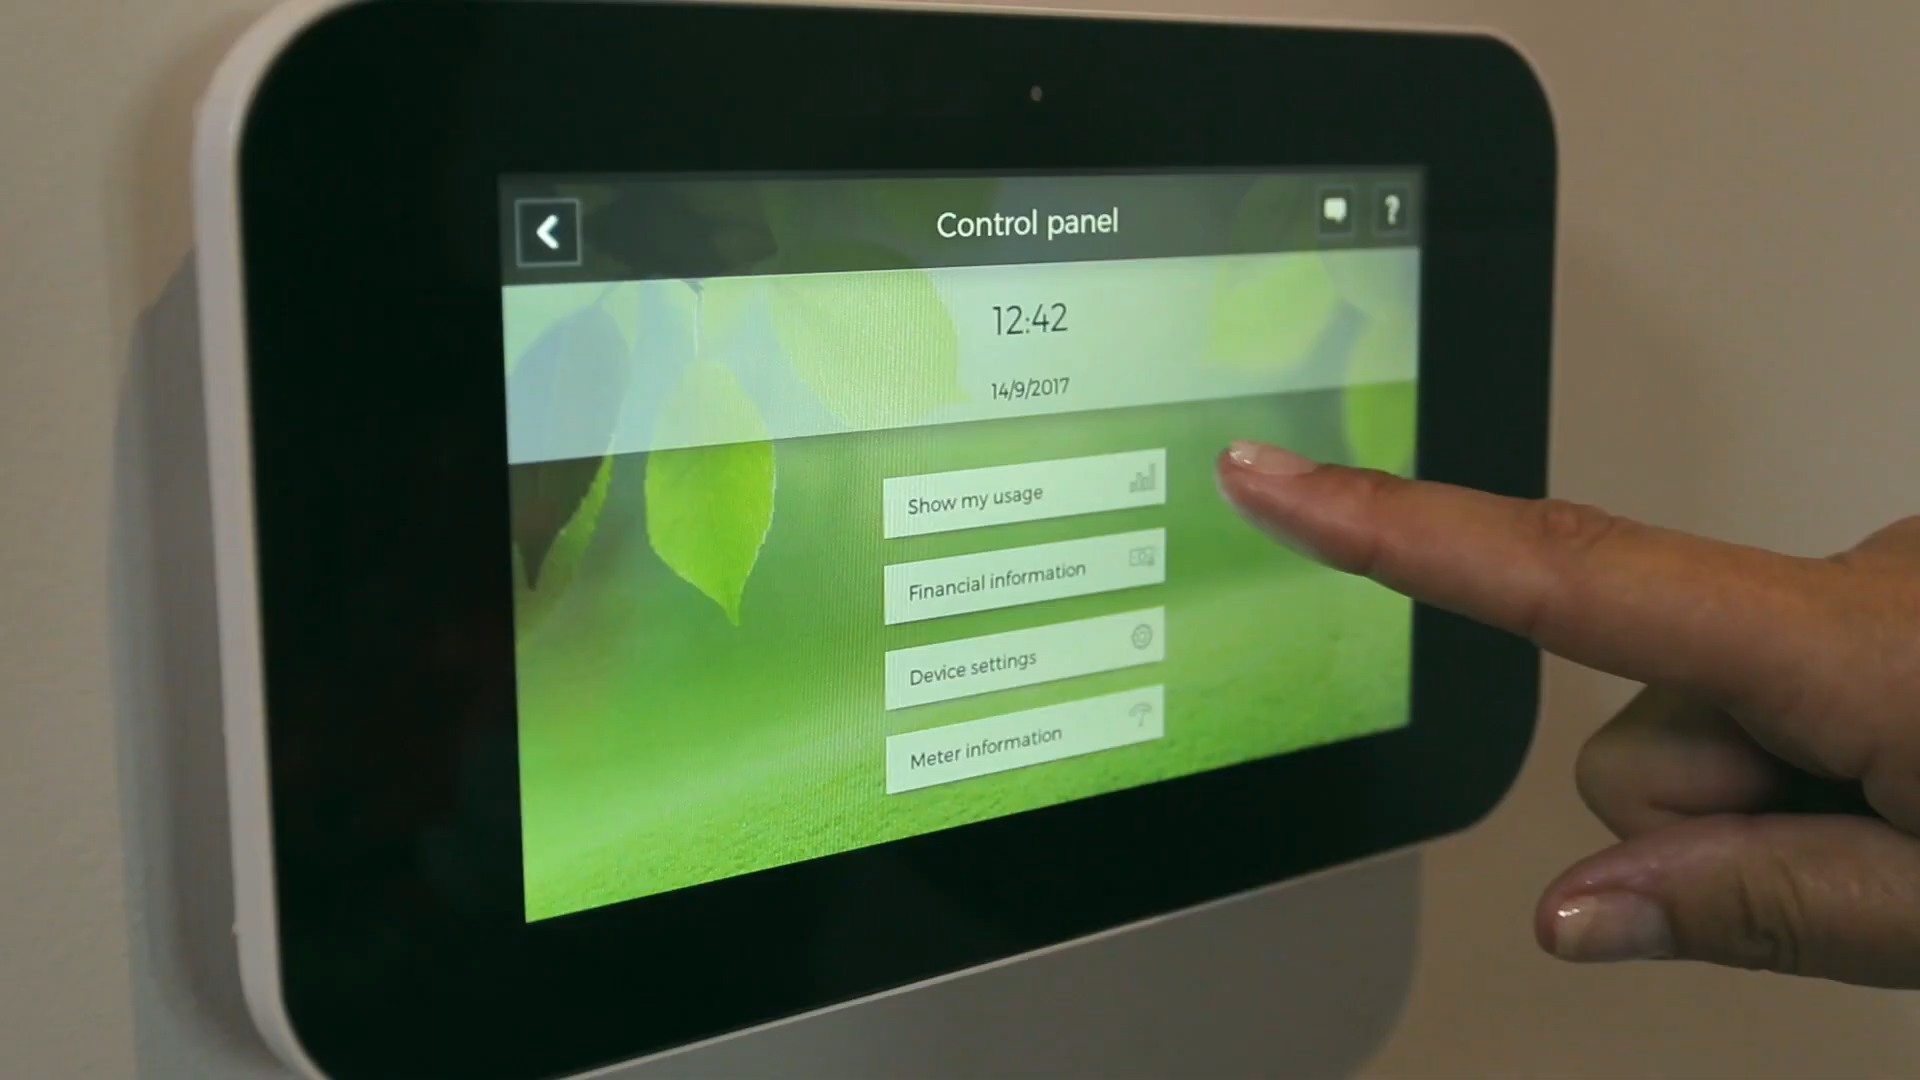 Control panel
?
12:42
14/9/2017
Show my usage
Financial information
Device settings
Meter information